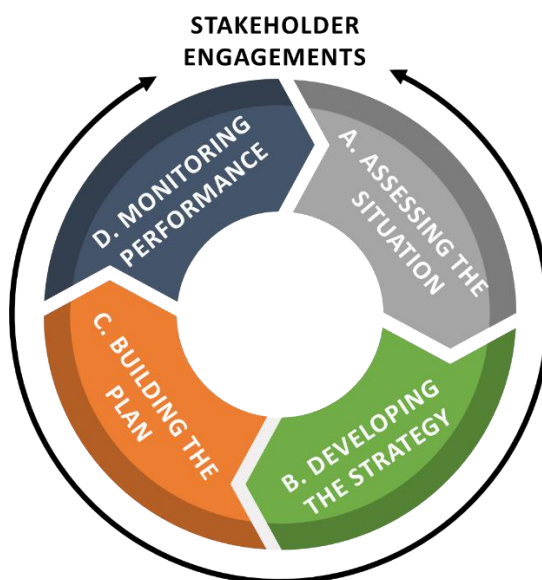 STAKEHOLDER
ENGAGEMENTS
A. ASSESSING THE
SITUATION
B. DEVELOPING
THE STRATEGY
C. BUILDING THE
PLAN
D. MONITORING
PERFORMANCE